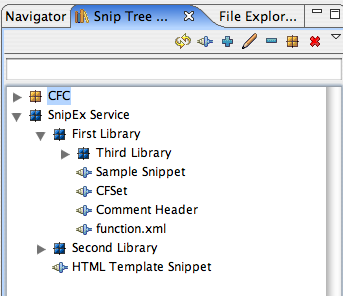 Navigator Snip Tree ... File Explor...
CFC
SnipEx Service
First Library
Third Library
Sample Snippet
CFSet
Comment Header
function.xml
Second Library
HTML Template Snippet